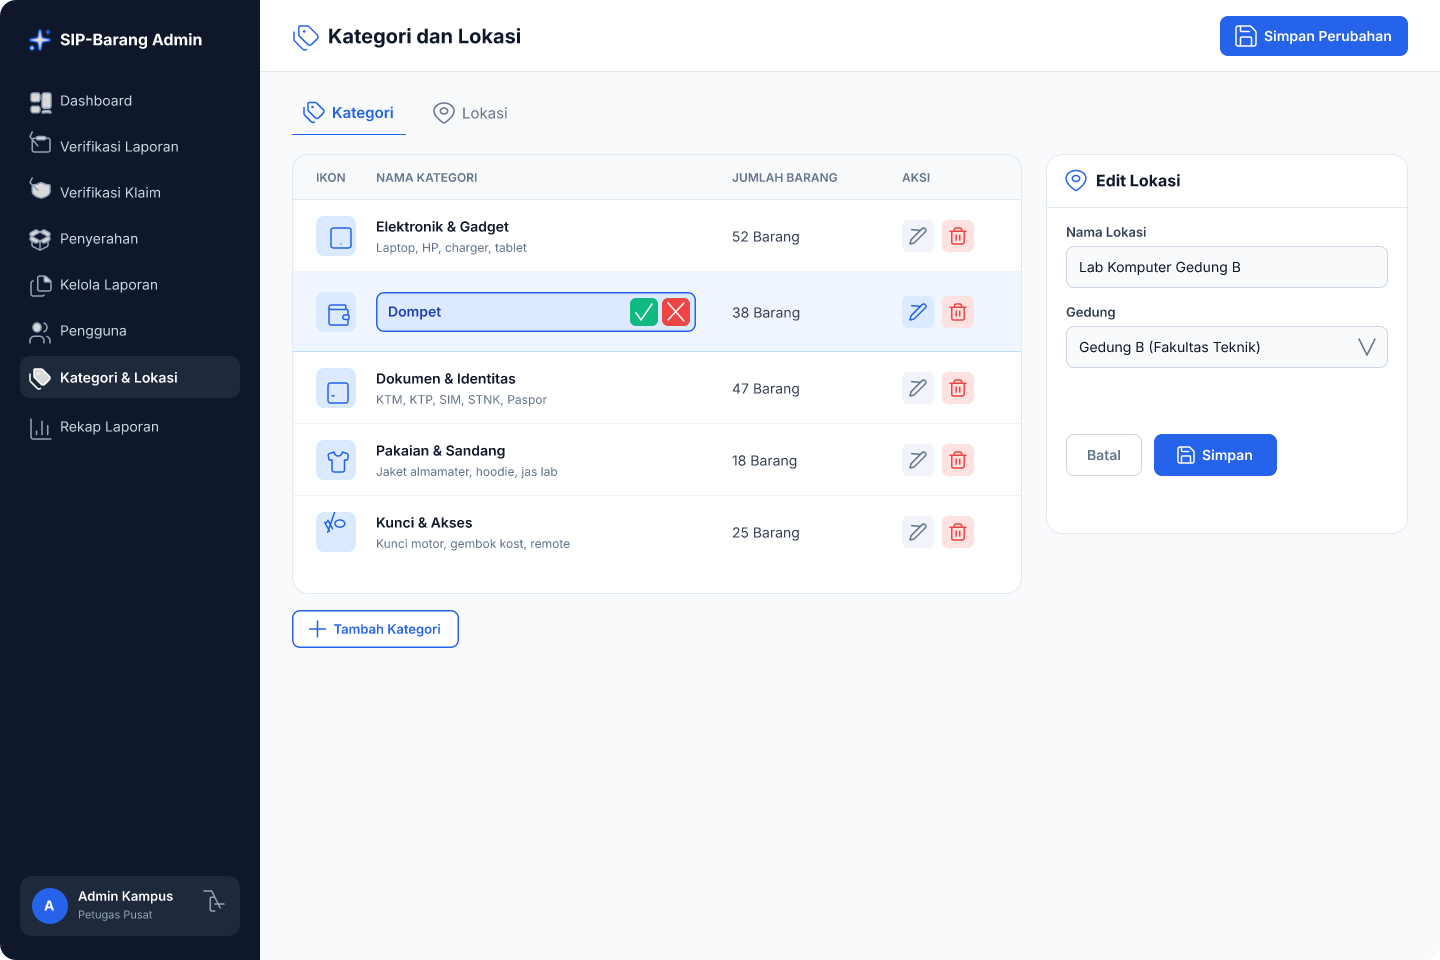 SIP-Barang Admin
Dashboard
Verifikasi Laporan
Verifikasi Klaim
Penyerahan
Kelola Laporan
Pengguna
Kategori & Lokasi
Rekap Laporan
A
Admin Kampus
Petugas Pusat
Kategori dan Lokasi
Simpan Perubahan
Kategori
Lokasi
IKON NAMA KATEGORI JUMLAH BARANG AKSI
Elektronik & Gadget
Laptop, HP, charger, tablet
52 Barang
Dompet
38 Barang
Dokumen & Identitas
KTM, KTP, SIM, STNK, Paspor
47 Barang
Pakaian & Sandang
Jaket almamater, hoodie, jas lab
18 Barang
Kunci & Akses
Kunci motor, gembok kost, remote
25 Barang
Tambah Kategori
Edit Lokasi
Nama Lokasi
Lab Komputer Gedung B
Gedung
Gedung B (Fakultas Teknik)
Batal
Simpan